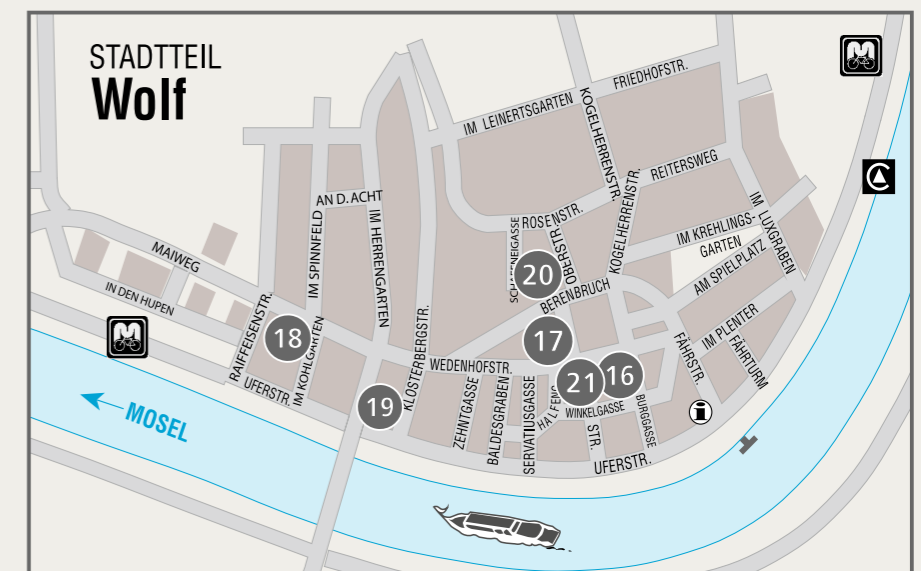 STADTTEIL
Wolf
FRIEDHOFSTR.
IM LEINERTSGARTEN
KOGELHERRENSTR.
REITERSWEG
AN D. ACHT
ROSENSTR.
IM LUXGRABEN
IM SPINNFELD
IM HERRENGARTEN
OBERSTR.
KOGELHERRENSTR.
IM KREHLINGS-
GARTEN
MAIWEG
AM SPIELPLATZ
20
IN DEN HUPEN
BERENBRUCH
RAIFFEISENSTR.
18
IM KOHLGARTEN
KLOSTERBERGSTR.
17
FÄHRSTR.
IM PLENTER
FÄHRTURM
WEDENHOFSTR.
21
16
UFERSTR.
19
ZEHNTGASSE
BALDESGRABEN
SERVATIUSGASSE
WINKELGASSE
STR.
BURGGASSE
i
MOSEL
UFERSTR.
M
M